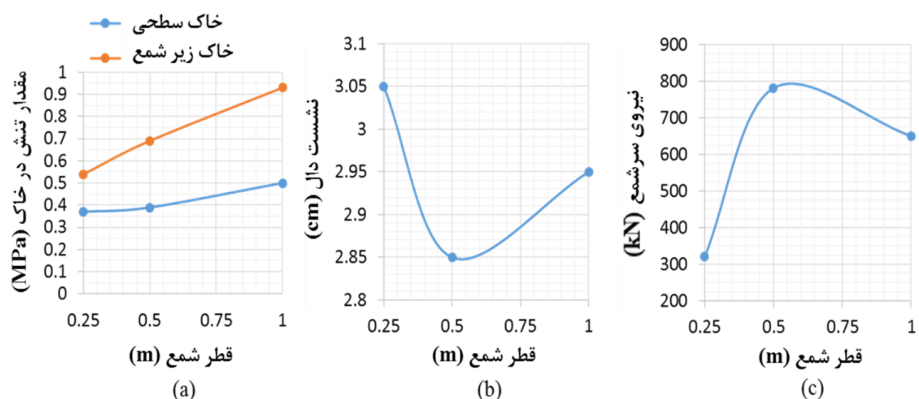 خاک سطحی
خاک زیر شمع
مقدار تنش در خاک (MPa)
1
0.9
0.8
0.7
0.6
0.5
0.4
0.3
0.2
0.1
0
0.25 0.5 0.75 1
قطر شمع (m)
(a)
نشست دال (cm)
3.1
3.05
3
2.95
2.9
2.85
2.8
0.25 0.5 0.75 1
قطر شمع (m)
(b)
نیروی سرشمع (kN)
900
800
700
600
500
400
300
200
0.25 0.5 0.75 1
قطر شمع (m)
(c)